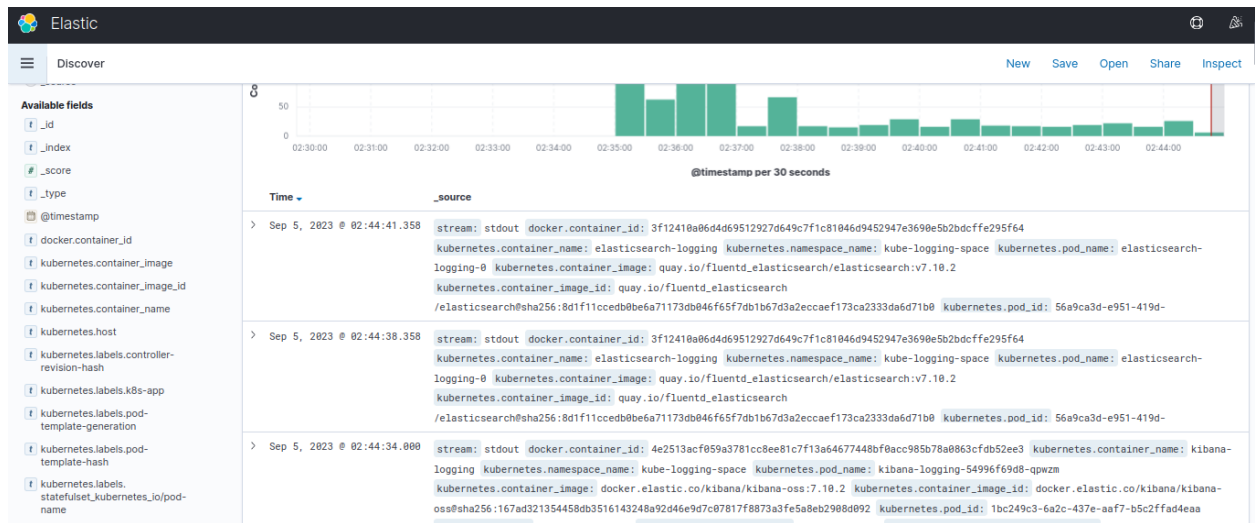 Elastic
Discover
New Save Open Share Inspect
Available fields
t _id
t _index
# _score
t _type
@timestamp
t docker.container_id
t kubernetes.container_image
t kubernetes.container_image_id
t kubernetes.container_name
t kubernetes.host
t kubernetes.labels.controller-
revision-hash
t kubernetes.labels.k8s-app
t kubernetes.labels.pod-
template-generation
t kubernetes.labels.pod-
template-hash
t kubernetes.labels.
statefulset_kubernetes_io/pod-
name
50
0
02:30:00 02:31:00 02:32:00 02:33:00 02:34:00 02:35:00 02:36:00 02:37:00 02:38:00 02:39:00 02:40:00 02:41:00 02:42:00 02:43:00 02:44:00
@timestamp per 30 seconds
Time _source
Sep 5, 2023 @ 02:44:41.358 stream: stdout docker.container_id: 3f12410a06d4d69512927d649c7f1c81046d9452947e3690e5b2bdcffe295f64
kubernetes.container_name: elasticsearch-logging kubernetes.namespace_name: kube-logging-space kubernetes.pod_name: elasticsearch-
logging-0 kubernetes.container_image: quay.io/fluentd_elasticsearch/elasticsearch:v7.10.2
kubernetes.container_image_id: quay.io/fluentd_elasticsearch
/elasticsearch@sha256:8d1f11ccedb0be6a71173db046f65f7db1b67d3a2eccaef173ca2333da6d71b0 kubernetes.pod_id: 56a9ca3d-e951-419d-
Sep 5, 2023 @ 02:44:38.358 stream: stdout docker.container_id: 3f12410a06d4d69512927d649c7f1c81046d9452947e3690e5b2bdcffe295f64
kubernetes.container_name: elasticsearch-logging kubernetes.namespace_name: kube-logging-space kubernetes.pod_name: elasticsearch-
logging-0 kubernetes.container_image: quay.io/fluentd_elasticsearch/elasticsearch:v7.10.2
kubernetes.container_image_id: quay.io/fluentd_elasticsearch
/elasticsearch@sha256:8d1f11ccedb0be6a71173db046f65f7db1b67d3a2eccaef173ca2333da6d71b0 kubernetes.pod_id: 56a9ca3d-e951-419d-
Sep 5, 2023 @ 02:44:34.000 stream: stdout docker.container_id: 4e2513acf059a3781cc8ee81c7f13a64677448bf0acc985b78a0863cfdb52ee3 kubernetes.container_name: kibana-
logging kubernetes.namespace_name: kube-logging-space kubernetes.pod_name: kibana-logging-54996f69d8-qpwzm
kubernetes.container_image: docker.elastic.co/kibana/kibana-oss:7.10.2 kubernetes.container_image_id: docker.elastic.co/kibana/kibana-
oss@sha256:167ad321354458db3516143248a92d46e9d7c07817f8873a3fe5a8eb2908d092 kubernetes.pod_id: 1bc249c3-6a2c-437e-aaf7-b5c2ffad4eaa